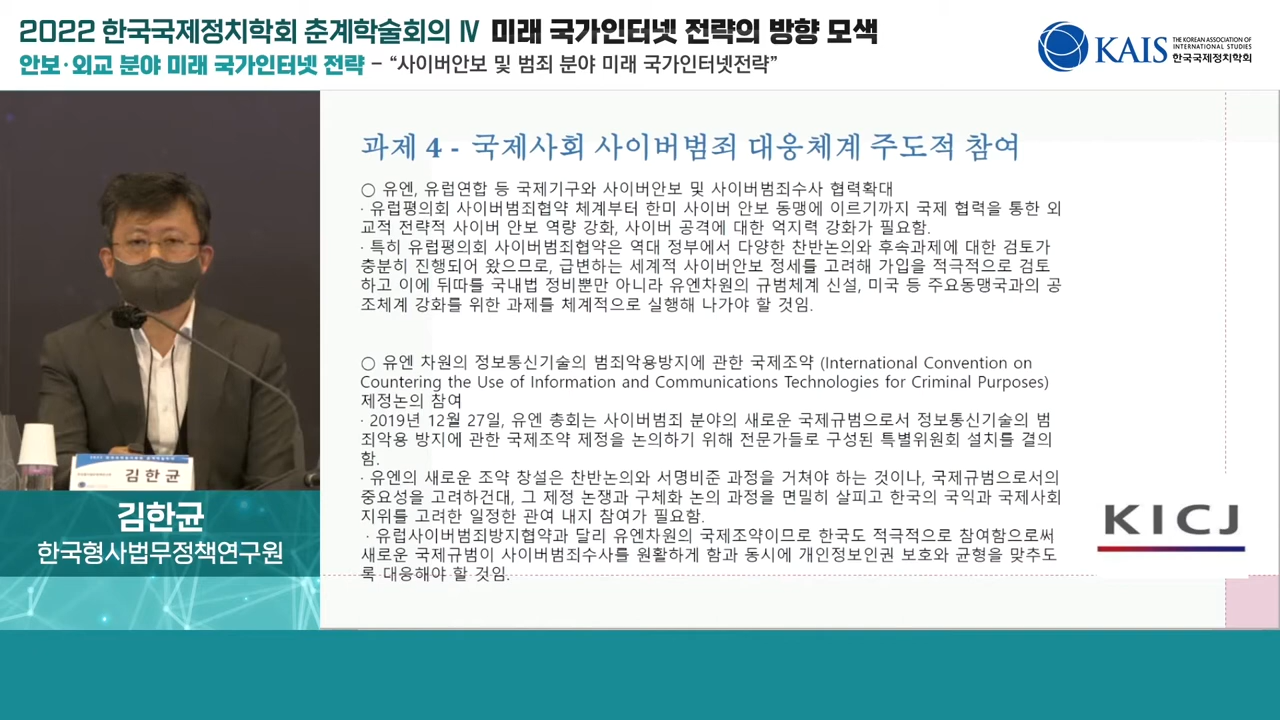 2022 한국국제정치학회 춘계학술회의 Ⅳ 미래 국가인터넷 전략의 방향 모색
안보·외교 분야 미래 국가인터넷 전략 – “사이버안보 및 범죄 분야 미래 국가인터넷전략”
KAIS
THE KOREAN ASSOCIATION OF
INTERNATIONAL STUDIES
한국국제정치학회
과제 4 - 국제사회 사이버범죄 대응체계 주도적 참여
○ 유엔, 유럽연합 등 국제기구와 사이버안보 및 사이버범죄수사 협력확대
· 유럽평의회 사이버범죄협약 체계부터 한미 사이버 안보 동맹에 이르기까지 국제 협력을 통한 외
교적 전략적 사이버 안보 역량 강화, 사이버 공격에 대한 억지력 강화가 필요함.
· 특히 유럽평의회 사이버범죄협약은 역대 정부에서 다양한 찬반논의와 후속과제에 대한 검토가
충분히 진행되어 왔으므로, 급변하는 세계적 사이버안보 정세를 고려해 가입을 적극적으로 검토
하고 이에 뒤따를 국내법 정비뿐만 아니라 유엔차원의 규범체계 신설, 미국 등 주요동맹국과의 공
조체계 강화를 위한 과제를 체계적으로 실행해 나가야 할 것임.
○ 유엔 차원의 정보통신기술의 범죄악용방지에 관한 국제조약 (International Convention on
Countering the Use of Information and Communications Technologies for Criminal Purposes)
제정논의 참여
· 2019년 12월 27일, 유엔 총회는 사이버범죄 분야의 새로운 국제규범으로서 정보통신기술의 범
죄악용 방지에 관한 국제조약 제정을 논의하기 위해 전문가들로 구성된 특별위원회 설치를 결의
함.
· 유엔의 새로운 조약 창설은 찬반논의와 서명비준 과정을 거쳐야 하는 것이나, 국제규범으로서의
중요성을 고려하건대, 그 제정 논쟁과 구체화 논의 과정을 면밀히 살피고 한국의 국익과 국제사회
지위를 고려한 일정한 관여 내지 참여가 필요함.
· 유럽사이버범죄방지협약과 달리 유엔차원의 국제조약이므로 한국도 적극적으로 참여함으로써
새로운 국제규범이 사이버범죄수사를 원활하게 함과 동시에 개인정보인권 보호와 균형을 맞추도
록 대응해야 할 것임.
KICJ
김한균
김한균
한국형사법무정책연구원